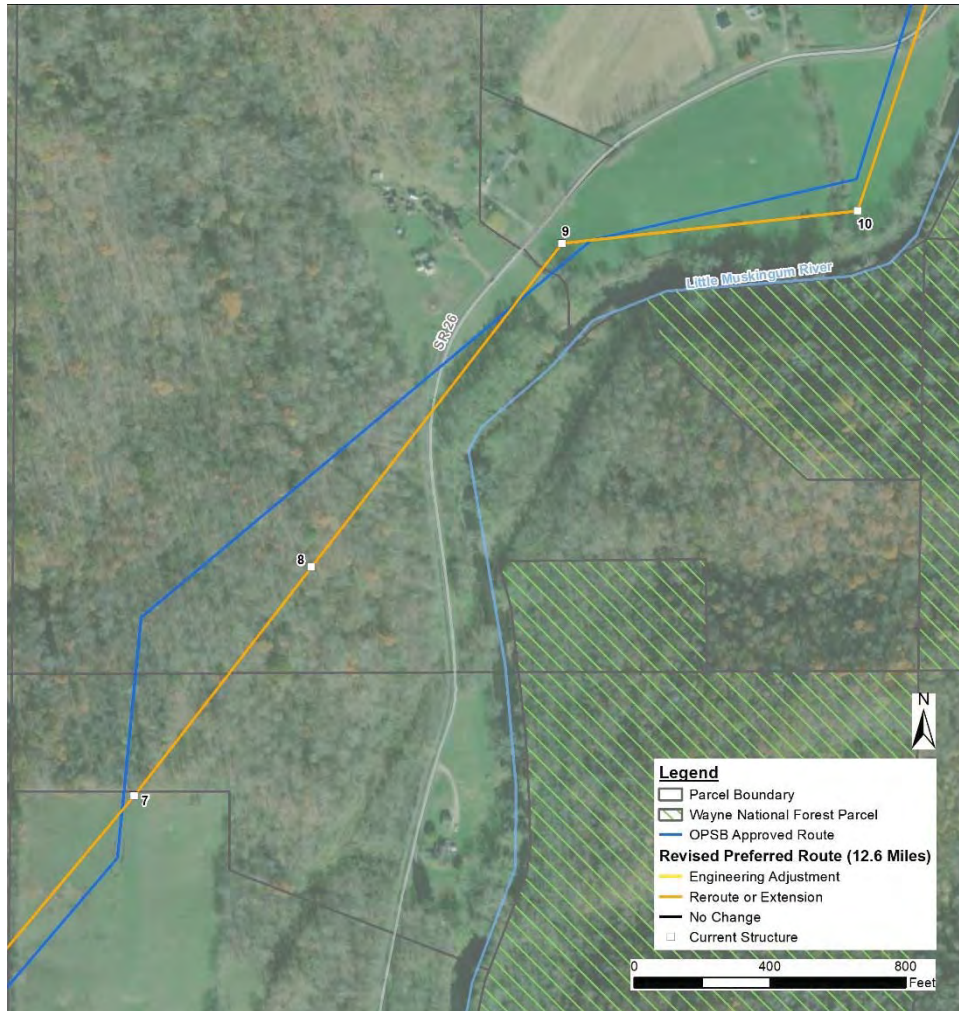 9
10
Little Muskingum River
SR 26
8
7
N
Legend
Parcel Boundary
Wayne National Forest Parcel
OPSB Approved Route
Revised Preferred Route (12.6 Miles)
Engineering Adjustment
Reroute or Extension
No Change
Current Structure
0 400 800
Feet